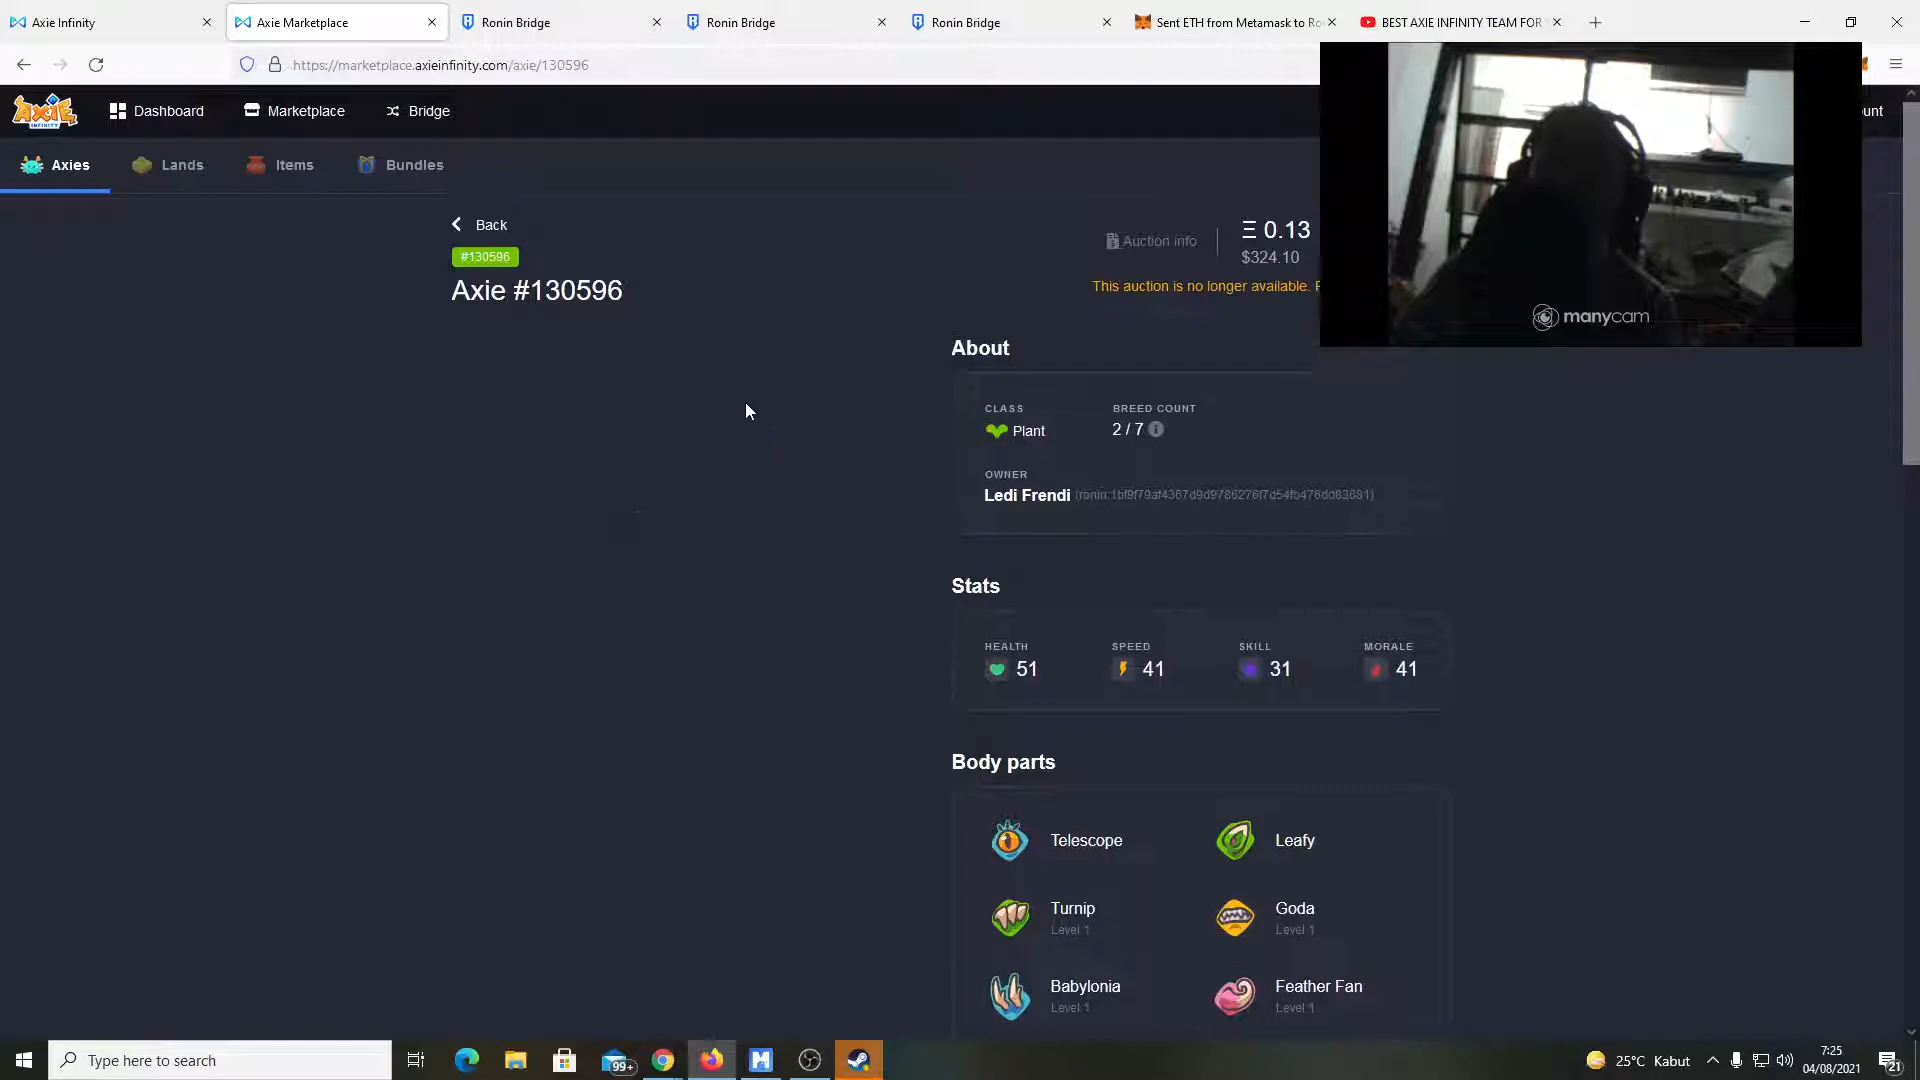 Axie Infinity
Axie Marketplace
Ronin Bridge
Ronin Bridge
Ronin Bridge
Sent ETH from Metamask to Ro
BEST AXIE INFINITY TEAM FOR
https://marketplace.axieinfinity.com/axie/130596
AXIE
INFINITY
Dashboard
Marketplace
Bridge
unt
Axies
Lands
Items
Bundles
Back
#130596
Axie #130596
Auction info
Ξ 0.13
$324.10
This auction is no longer available.
manycam
About
CLASS
Plant
BREED COUNT
2 / 7
OWNER
Ledi Frendi
Stats
HEALTH
51
SPEED
41
SKILL
31
MORALE
41
Body parts
Telescope
Leafy
Turnip
Level 1
Goda
Level 1
Babylonia
Level 1
Feather Fan
Level 1
Type here to search
99+
25°C Kabut
7:25
04/08/2021
21